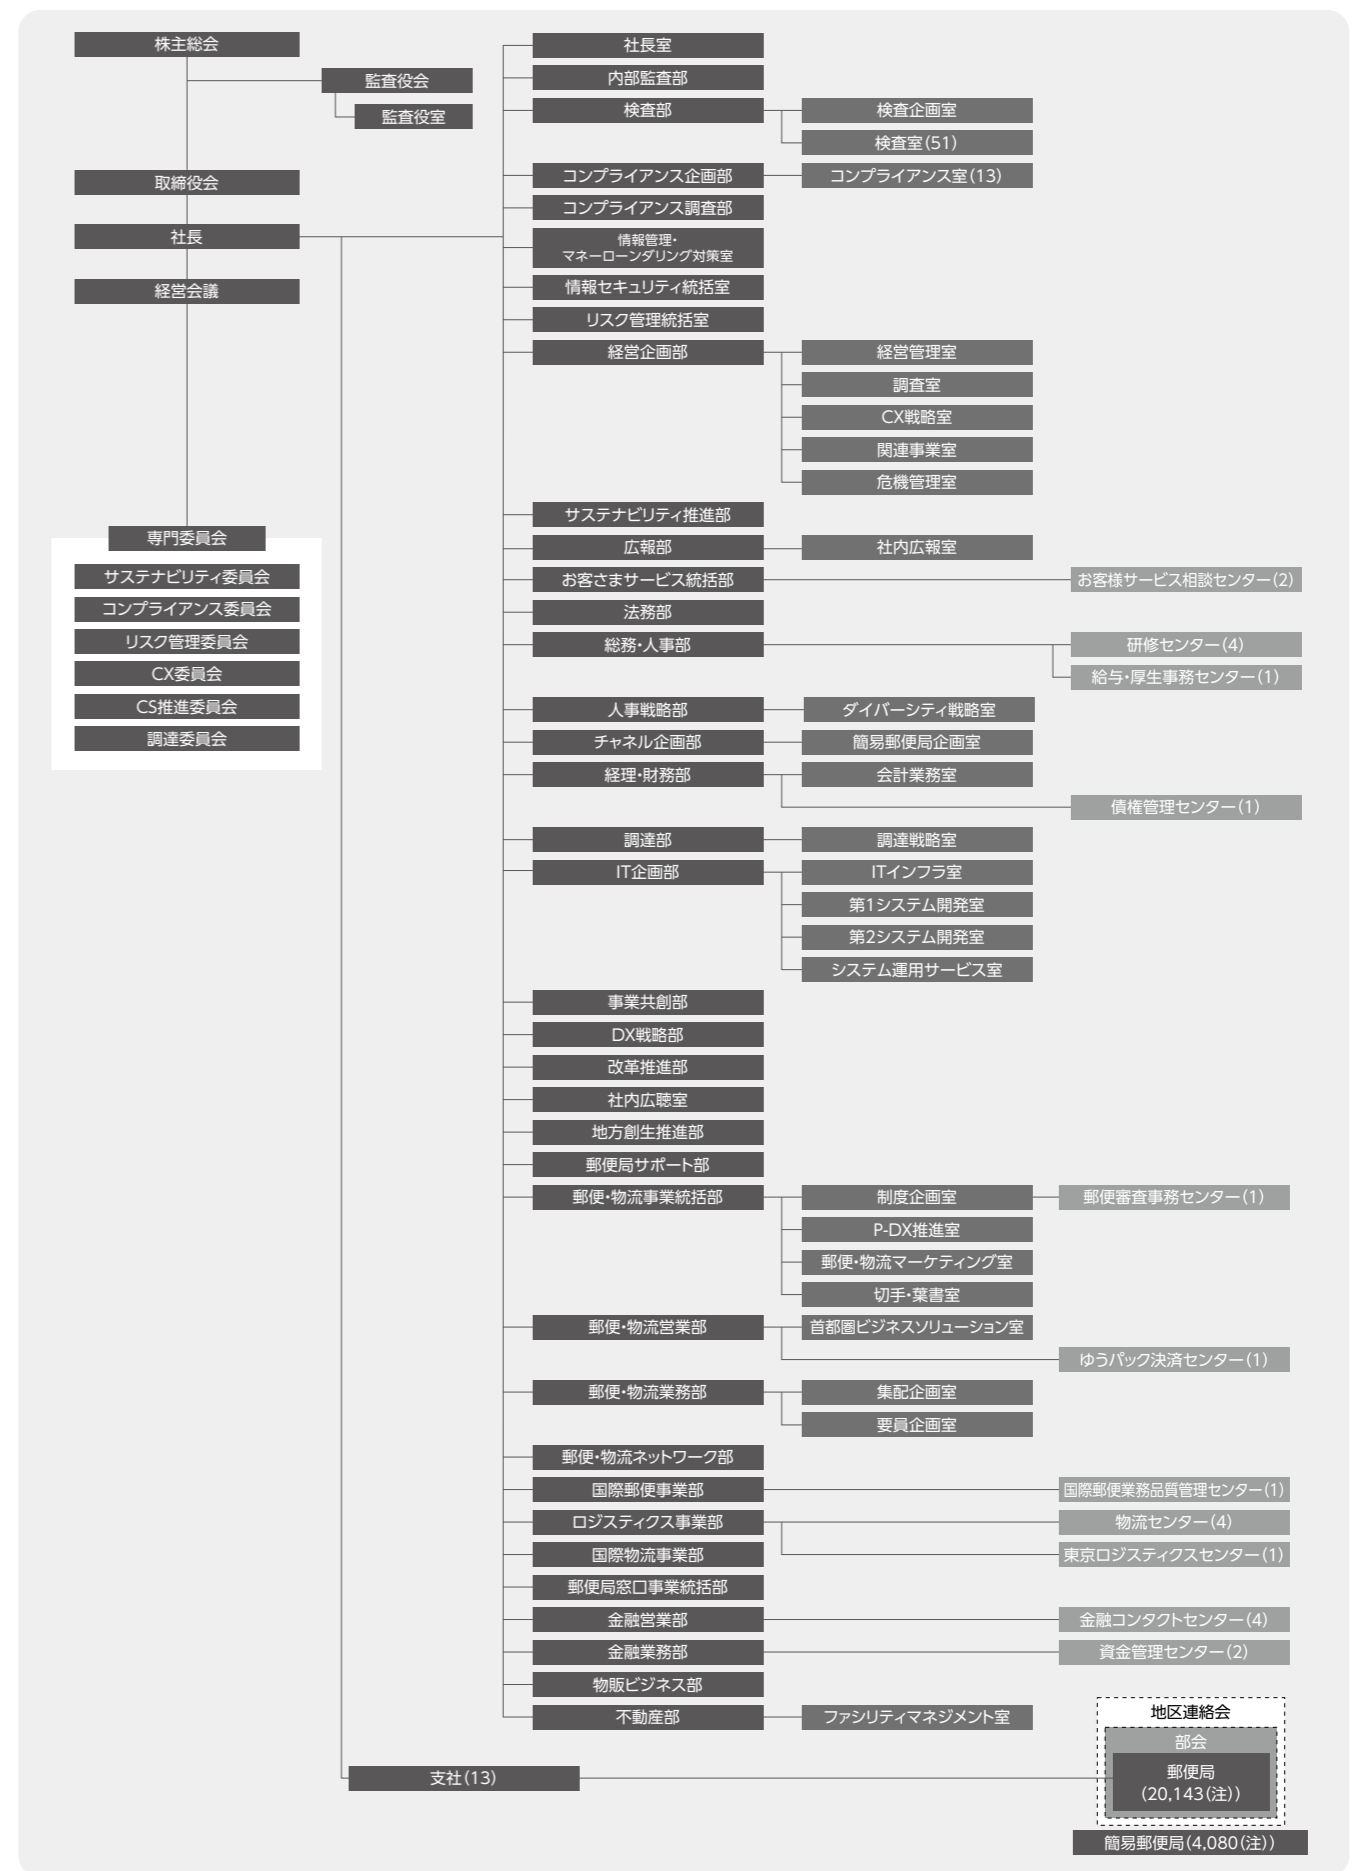 株主総会
監査役会
監査役室
取締役会
社長
経営会議
専門委員会
サステナビリティ委員会
コンプライアンス委員会
リスク管理委員会
CX委員会
CS推進委員会
調達委員会
社長室
内部監査部
検査部
検査企画室
検査室(51)
コンプライアンス企画部
コンプライアンス室(13)
コンプライアンス調査部
情報管理・
マネーローンダリング対策室
情報セキュリティ統括室
リスク管理統括室
経営企画部
経営管理室
調査室
CX戦略室
関連事業室
危機管理室
サステナビリティ推進部
広報部
社内広報室
お客さまサービス統括部
お客様サービス相談センター(2)
法務部
総務・人事部
研修センター(4)
給与・厚生事務センター(1)
人事戦略部
ダイバーシティ戦略室
チャネル企画部
簡易郵便局企画室
経理・財務部
会計業務室
債権管理センター(1)
調達部
調達戦略室
IT企画部
ITインフラ室
第1システム開発室
第2システム開発室
システム運用サービス室
事業共創部
DX戦略部
改革推進部
社内広聴室
地方創生推進部
郵便局サポート部
郵便・物流事業統括部
制度企画室
郵便審査事務センター(1)
P-DX推進室
郵便・物流マーケティング室
切手・葉書室
郵便・物流営業部
首都圏ビジネスソリューション室
ゆうパック決済センター(1)
郵便・物流業務部
集配企画室
要員企画室
郵便・物流ネットワーク部
国際郵便事業部
国際郵便業務品質管理センター(1)
ロジスティクス事業部
物流センター(4)
国際物流事業部
東京ロジスティクスセンター(1)
郵便局窓口事業統括部
金融営業部
金融コンタクトセンター(4)
金融業務部
資金管理センター(2)
物販ビジネス部
不動産部
ファシリティマネジメント室
支社(13)
地区連絡会
部会
郵便局
(20,143(注))
簡易郵便局(4,080(注))